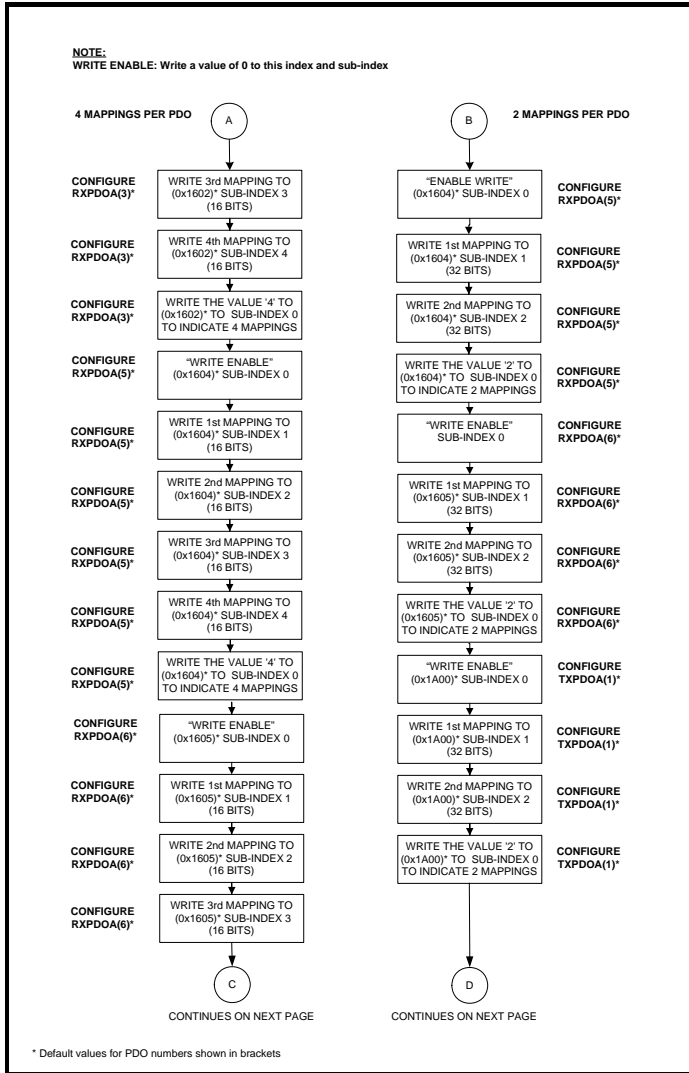 NOTE:
WRITE ENABLE: Write a value of 0 to this index and sub-index
4 MAPPINGS PER PDO
A
CONFIGURE
RXPDOA(3)*
WRITE 3rd MAPPING TO
(0x1602)* SUB-INDEX 3
(16 BITS)
CONFIGURE
RXPDOA(3)*
WRITE 4th MAPPING TO
(0x1602)* SUB-INDEX 4
(16 BITS)
CONFIGURE
RXPDOA(3)*
WRITE THE VALUE '4' TO
(0x1602)* TO SUB-INDEX 0
TO INDICATE 4 MAPPINGS
CONFIGURE
RXPDOA(5)*
"WRITE ENABLE"
(0x1604)* SUB-INDEX 0
CONFIGURE
RXPDOA(5)*
WRITE 1st MAPPING TO
(0x1604)* SUB-INDEX 1
(16 BITS)
CONFIGURE
RXPDOA(5)*
WRITE 2nd MAPPING TO
(0x1604)* SUB-INDEX 2
(16 BITS)
CONFIGURE
RXPDOA(5)*
WRITE 3rd MAPPING TO
(0x1604)* SUB-INDEX 3
(16 BITS)
CONFIGURE
RXPDOA(5)*
WRITE 4th MAPPING TO
(0x1604)* SUB-INDEX 4
(16 BITS)
CONFIGURE
RXPDOA(5)*
WRITE THE VALUE '4' TO
(0x1604)* TO SUB-INDEX 0
TO INDICATE 4 MAPPINGS
CONFIGURE
RXPDOA(6)*
"WRITE ENABLE"
(0x1605)* SUB-INDEX 0
CONFIGURE
RXPDOA(6)*
WRITE 1st MAPPING TO
(0x1605)* SUB-INDEX 1
(16 BITS)
CONFIGURE
RXPDOA(6)*
WRITE 2nd MAPPING TO
(0x1605)* SUB-INDEX 2
(16 BITS)
CONFIGURE
RXPDOA(6)*
WRITE 3rd MAPPING TO
(0x1605)* SUB-INDEX 3
(16 BITS)
C
CONTINUES ON NEXT PAGE
B
2 MAPPINGS PER PDO
"ENABLE WRITE"
(0x1604)* SUB-INDEX 0
CONFIGURE
RXPDOA(5)*
WRITE 1st MAPPING TO
(0x1604)* SUB-INDEX 1
(32 BITS)
CONFIGURE
RXPDOA(5)*
WRITE 2nd MAPPING TO
(0x1604)* SUB-INDEX 2
(32 BITS)
CONFIGURE
RXPDOA(5)*
WRITE THE VALUE '2' TO
(0x1604)* TO SUB-INDEX 0
TO INDICATE 2 MAPPINGS
CONFIGURE
RXPDOA(5)*
"WRITE ENABLE"
SUB-INDEX 0
CONFIGURE
RXPDOA(6)*
WRITE 1st MAPPING TO
(0x1605)* SUB-INDEX 1
(32 BITS)
CONFIGURE
RXPDOA(6)*
WRITE 2nd MAPPING TO
(0x1605)* SUB-INDEX 2
(32 BITS)
CONFIGURE
RXPDOA(6)*
WRITE THE VALUE '2' TO
(0x1605)* TO SUB-INDEX 0
TO INDICATE 2 MAPPINGS
CONFIGURE
RXPDOA(6)*
"WRITE ENABLE"
(0x1A00)* SUB-INDEX 0
CONFIGURE
TXPDOA(1)*
WRITE 1st MAPPING TO
(0x1A00)* SUB-INDEX 1
(32 BITS)
CONFIGURE
TXPDOA(1)*
WRITE 2nd MAPPING TO
(0x1A00)* SUB-INDEX 2
(32 BITS)
CONFIGURE
TXPDOA(1)*
WRITE THE VALUE '2' TO
(0x1A00)* TO SUB-INDEX 0
TO INDICATE 2 MAPPINGS
CONFIGURE
TXPDOA(1)*
D
CONTINUES ON NEXT PAGE
* Default values for PDO numbers shown in brackets